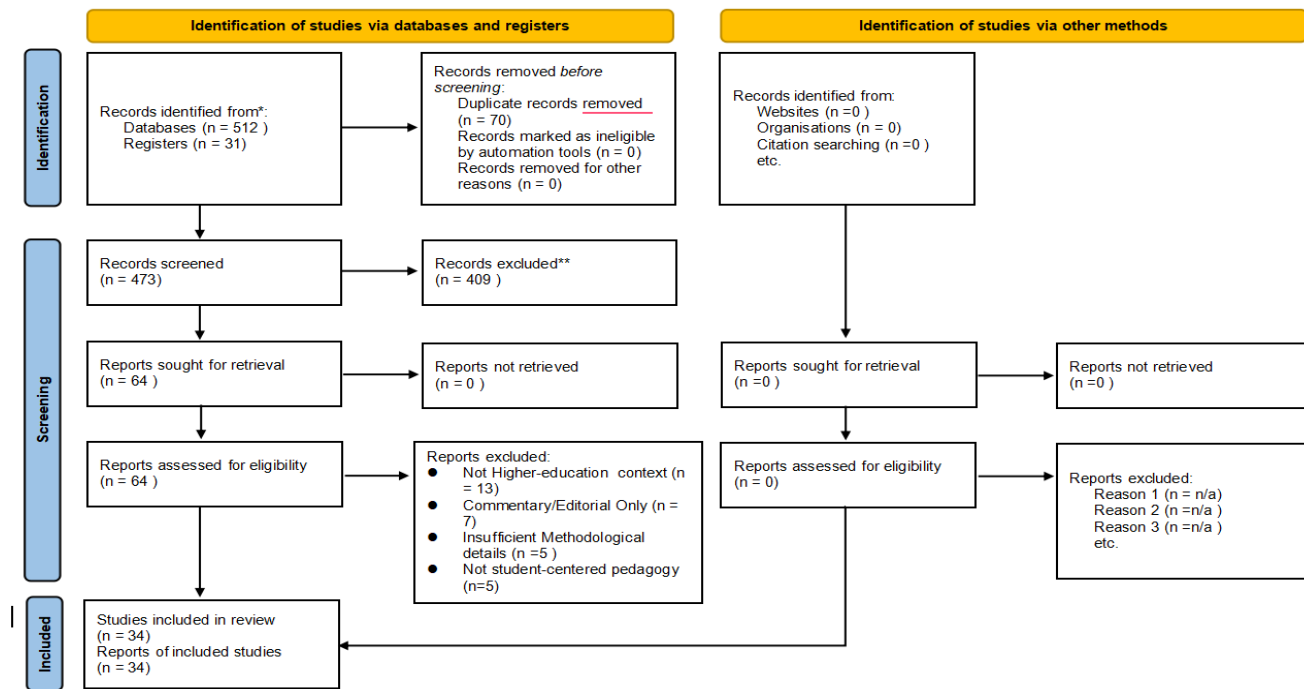 Identification of studies via databases and registers
Identification of studies via other methods
Identification
Records identified from*:
Databases (n = 512 )
Registers (n = 31)
Records removed before
screening:
Duplicate records removed
(n = 70)
Records marked as ineligible
by automation tools (n = 0)
Records removed for other
reasons (n = 0)
Records identified from:
Websites (n =0 )
Organisations (n = 0)
Citation searching (n =0 )
etc.
Screening
Records screened
(n = 473)
Records excluded**
(n = 409 )
Reports sought for retrieval
(n = 64 )
Reports not retrieved
(n = 0 )
Reports sought for retrieval
(n =0 )
Reports not retrieved
(n =0 )
Reports assessed for eligibility
(n = 64 )
Reports excluded:
● Not Higher-education context (n
= 13)
● Commentary/Editorial Only (n =
7)
● Insufficient Methodological
details (n =5 )
● Not student-centered pedagogy
(n=5)
Reports assessed for eligibility
(n = 0)
Reports excluded:
Reason 1 (n = n/a)
Reason 2 (n =n/a )
Reason 3 (n =n/a )
etc.
Included
Studies included in review
(n = 34)
Reports of included studies
(n = 34)